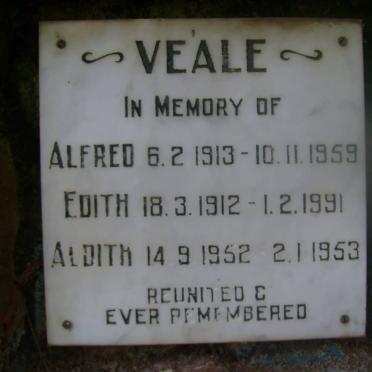 ~ VEALE ~
IN MEMORY OF
ALFRED 6.2 1913 - 10.11.1959
EDITH 18.3.1912 - 1.2.1991
ALDITH 14 9 1952 2.1 1953
REUNITED &
EVER REMEMBERED